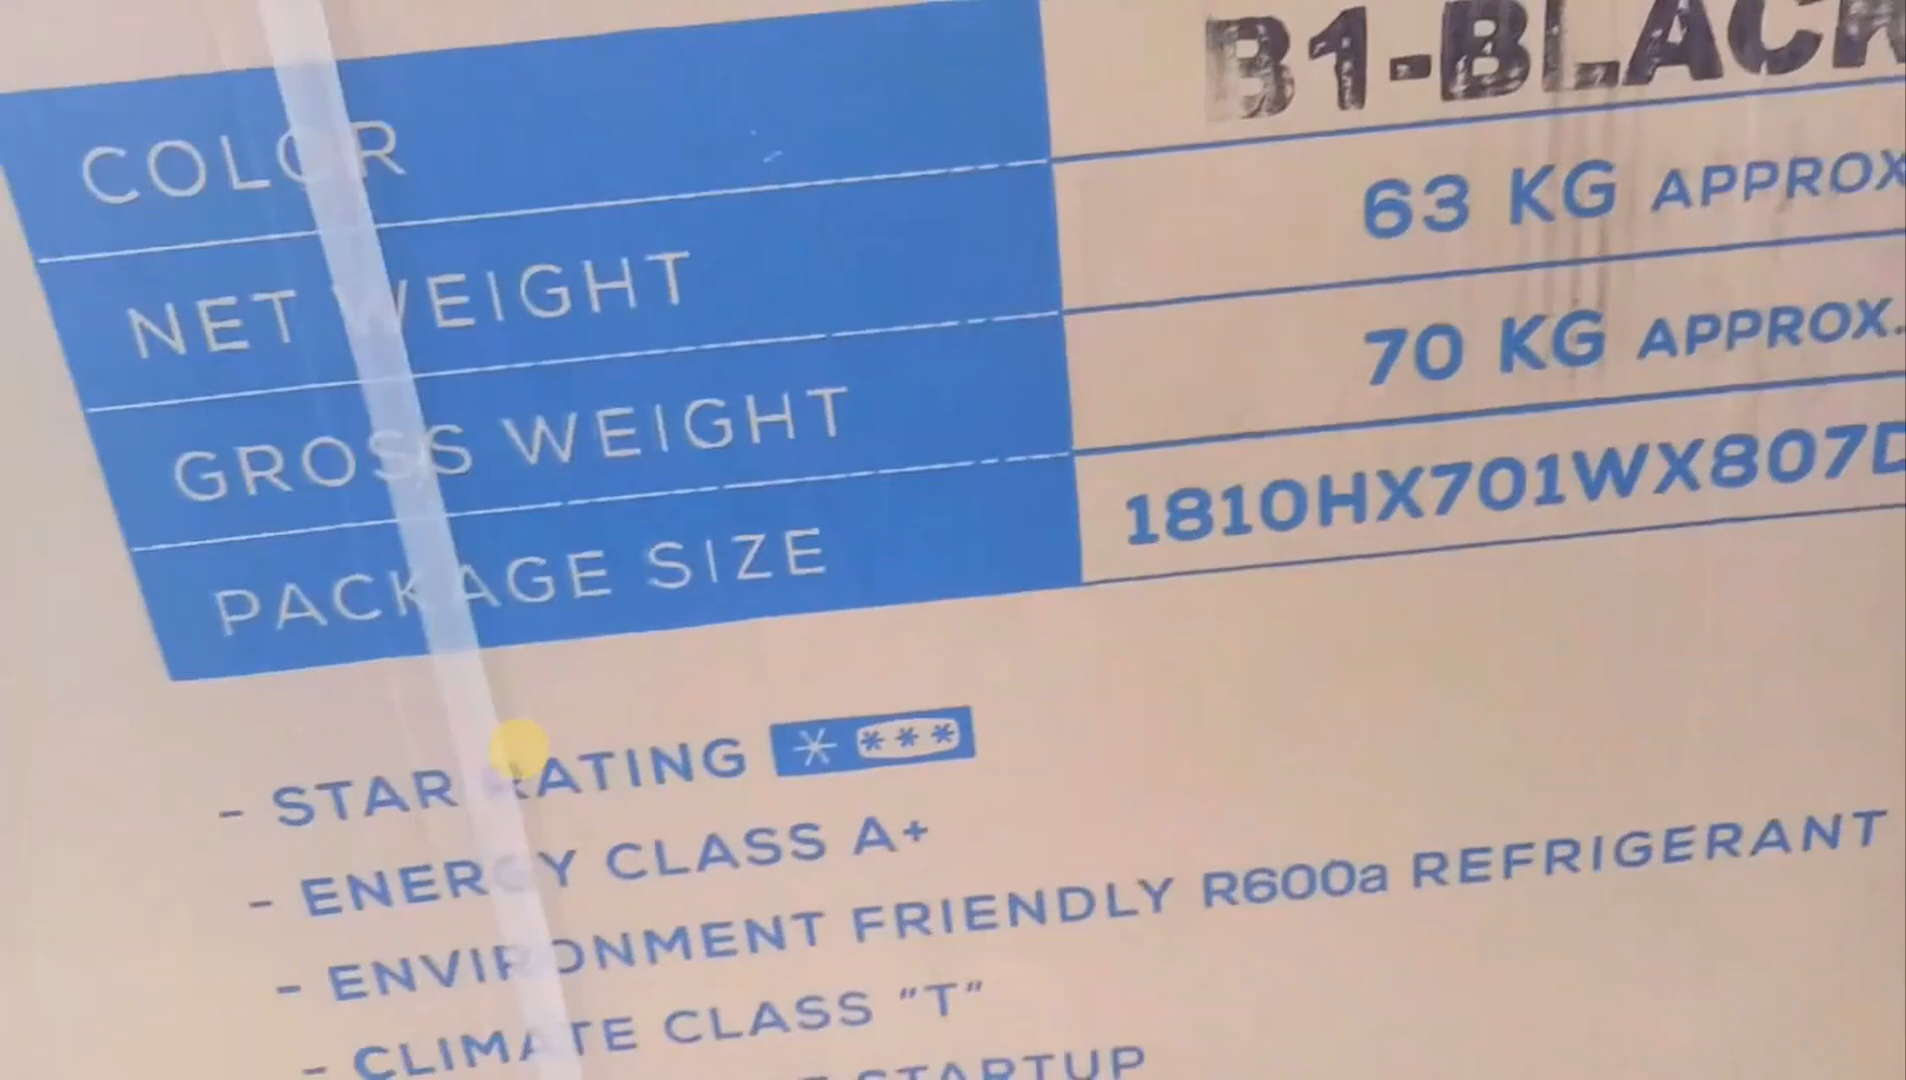 COLOR B1-BLACK
NET WEIGHT 63 KG APPROX
GROSS WEIGHT 70 KG APPROX.
PACKAGE SIZE 1810HX701WX807D
- STAR RATING * ***
- ENERGY CLASS A+
- ENVIRONMENT FRIENDLY R600a REFRIGERANT
- CLIMATE CLASS "T"
STARTUP